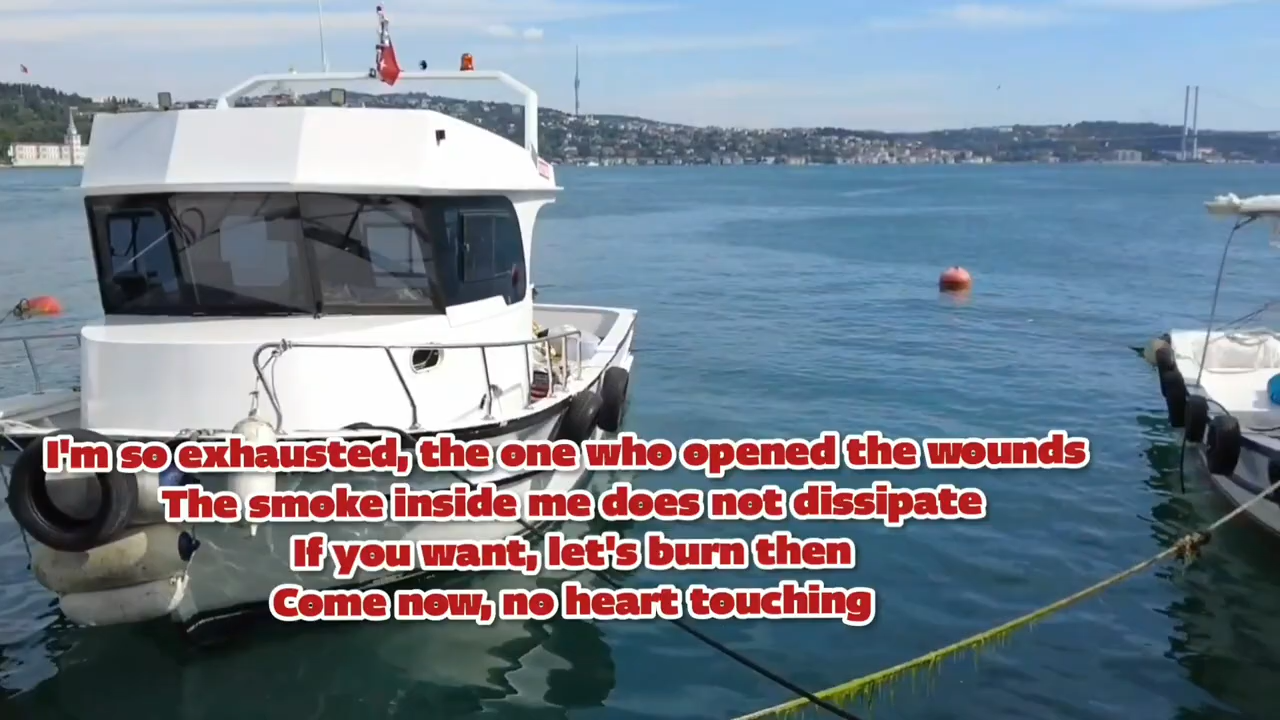 I'm so exhausted, the one who opened the wounds
The smoke inside me does not dissipate
If you want, let's burn then
Come now, no heart touching